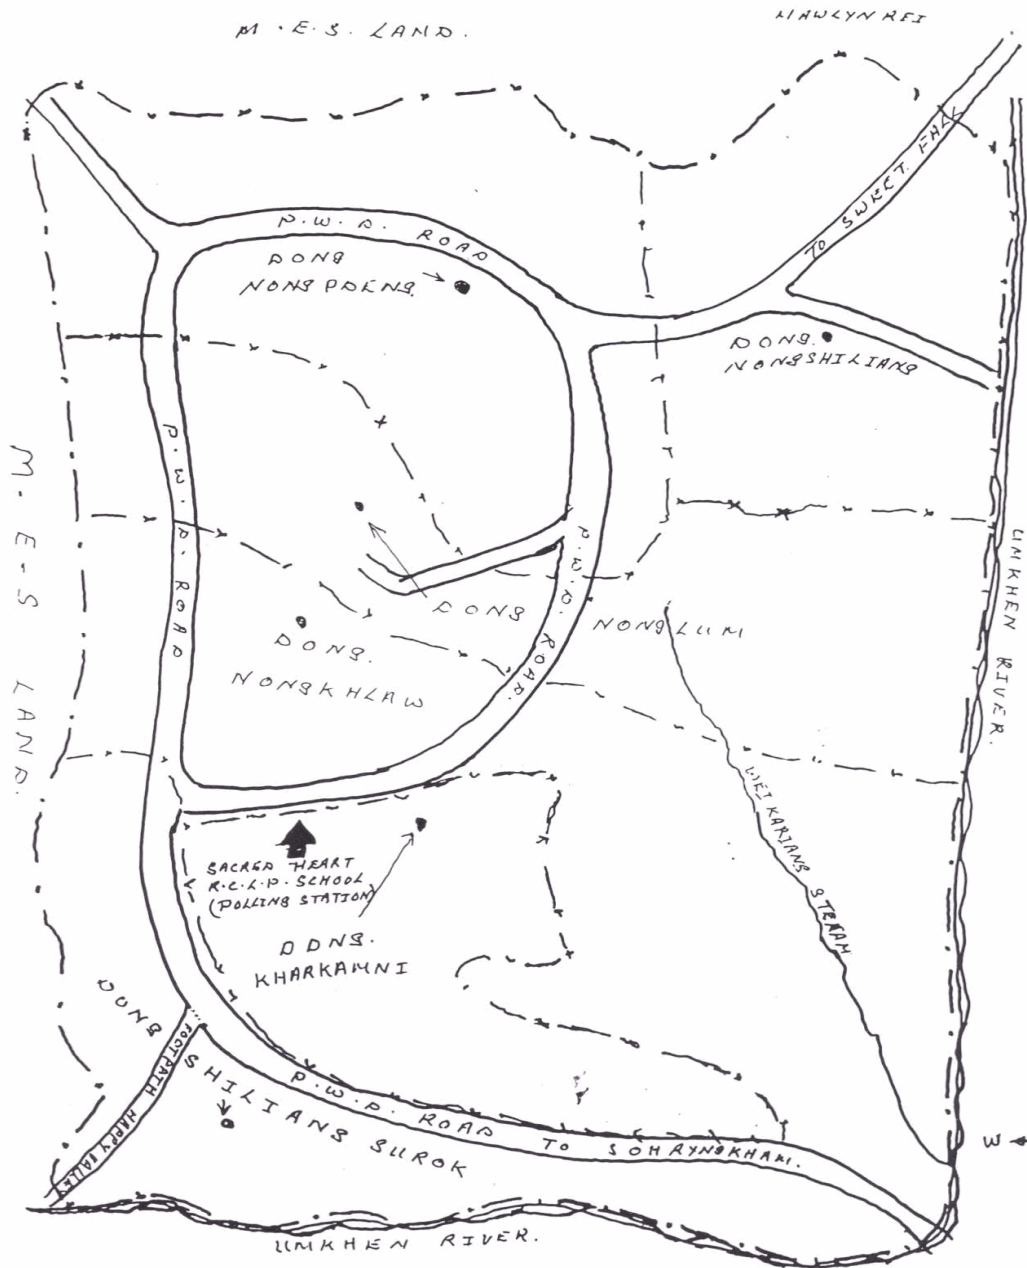 M.E.S. LAND.
MAWLYNREI
TO SWEET FALL
P.W.D. ROAD
DONG
NONGPDENG.
DONG.
NONGSHILIANG
P.W.D. ROAD
M.E.S LAND.
UMKHEN RIVER.
P.W.D. ROAD.
DONG NONGLUM
DONG.
NONGKHLAW
WEIKARIANG STREAM
SACRED HEART
R.C.L.P. SCHOOL
(POLLING STATION)
DONG.
KHARKAMNI
DONG SHILIANG SUROK
FOOTPATH HAPPY VALLEY
P.W.D. ROAD TO SOHRYNGKHAM.
E
UMKHEN RIVER.